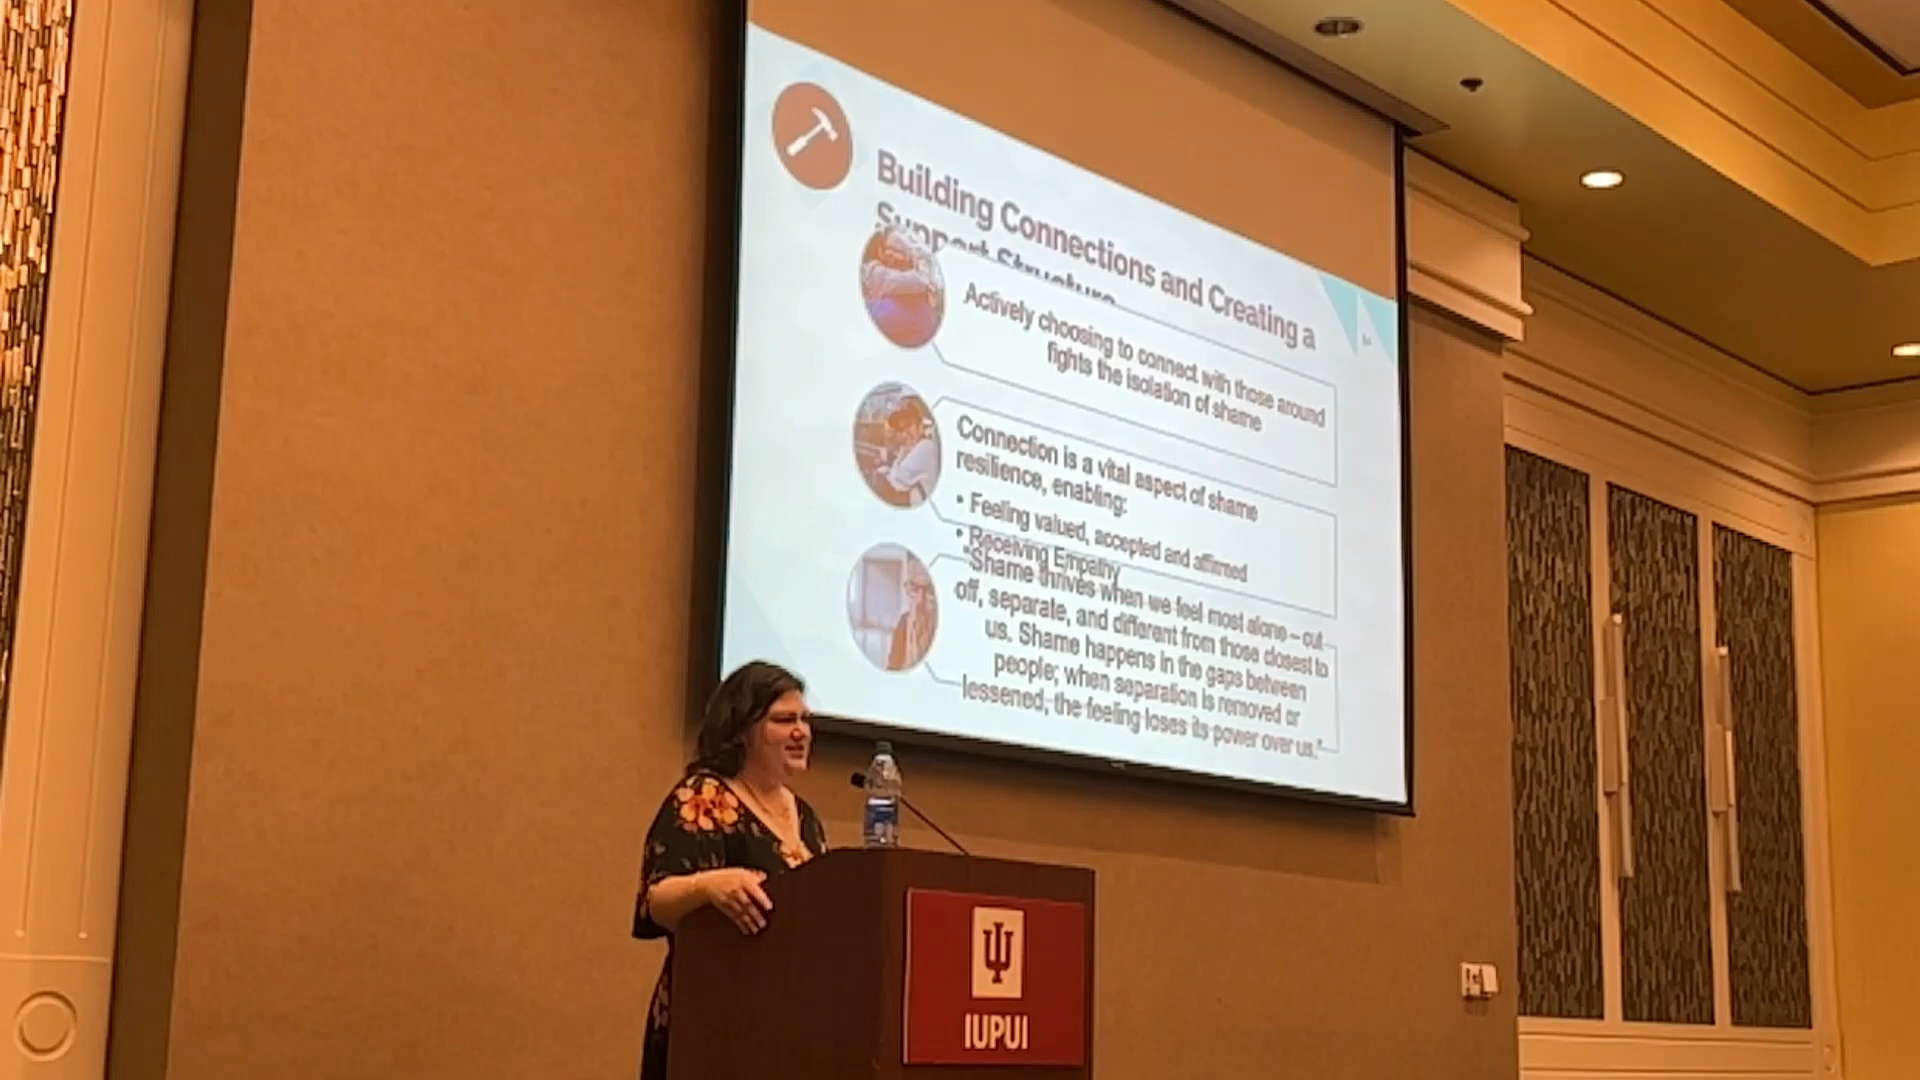 Building Connections and Creating a
Support Structure
Actively choosing to connect with those around
fights the isolation of shame
Connection is a vital aspect of shame
resilience, enabling:
• Feeling valued, accepted and affirmed
• Receiving Empathy
"Shame thrives when we feel most alone – cut
off, separate, and different from those closest to
us. Shame happens in the gaps between
people; when separation is removed or
lessened, the feeling loses its power over us."
IUPUI